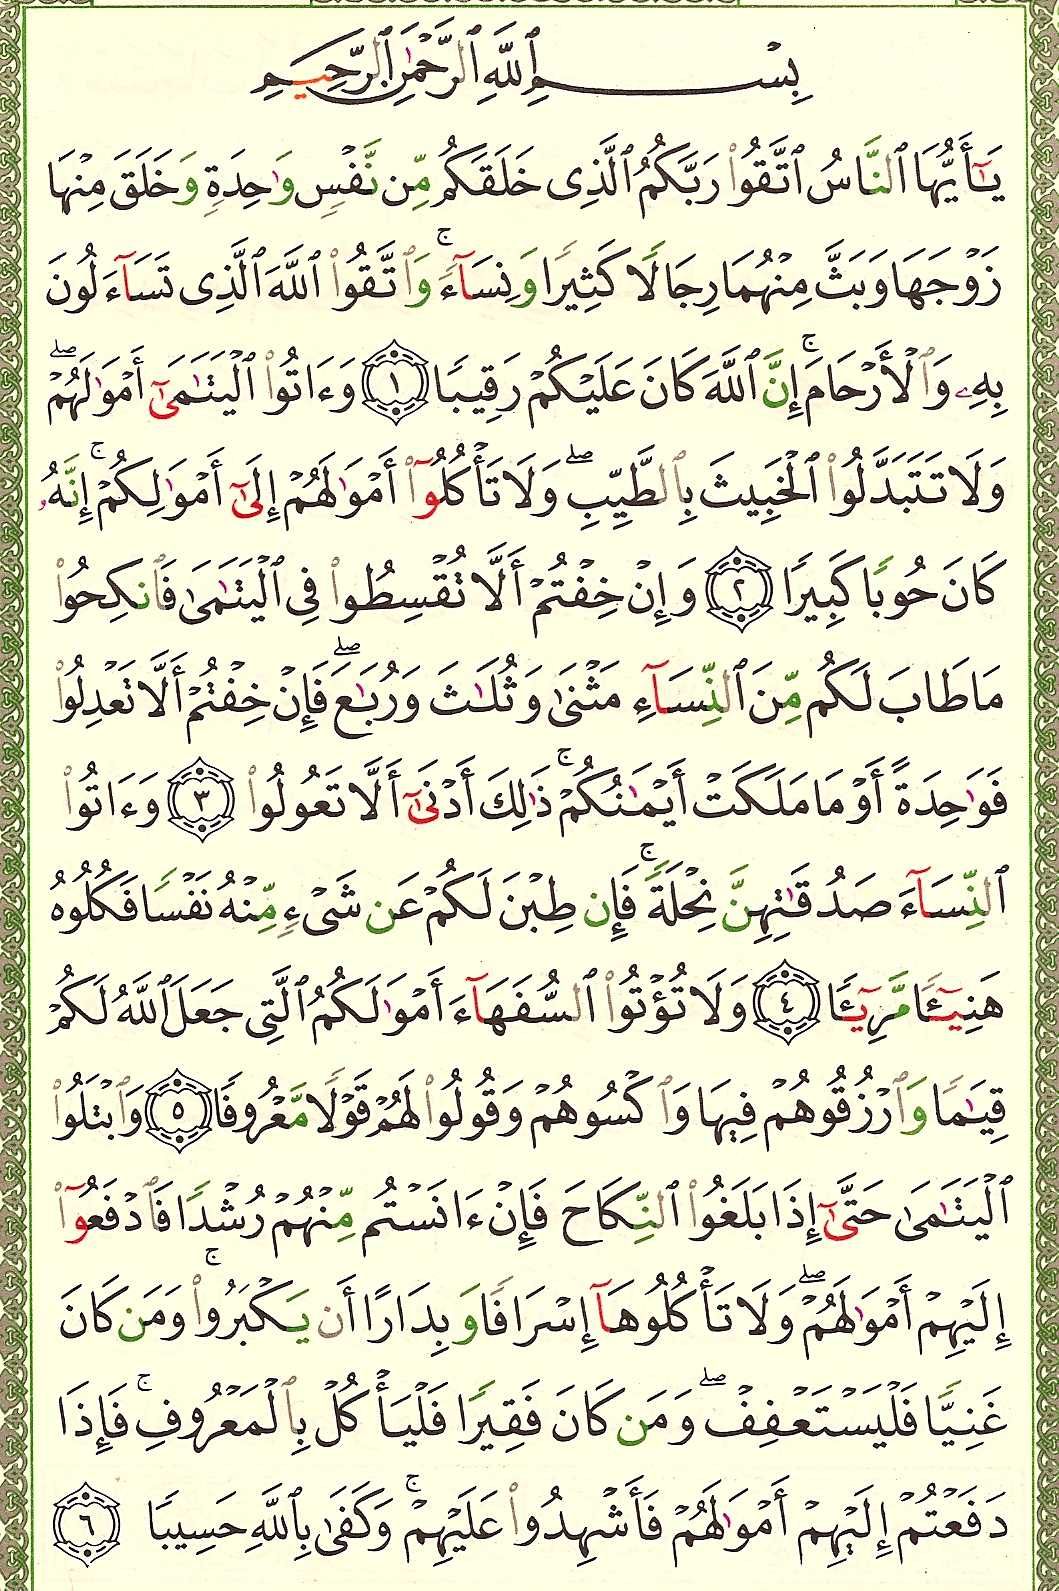 بِسْمِ ٱللَّهِ ٱلرَّحْمَٰنِ ٱلرَّحِيمِ
يَٰٓأَيُّهَا ٱلنَّاسُ ٱتَّقُوا۟ رَبَّكُمُ ٱلَّذِى خَلَقَكُم مِّن نَّفْسٍ وَٰحِدَةٍ وَخَلَقَ مِنْهَا
زَوْجَهَا وَبَثَّ مِنْهُمَا رِجَالًا كَثِيرًا وَنِسَآءً ۚ وَٱتَّقُوا۟ ٱللَّهَ ٱلَّذِى تَسَآءَلُونَ
بِهِۦ وَٱلْأَرْحَامَ ۚ إِنَّ ٱللَّهَ كَانَ عَلَيْكُمْ رَقِيبًا ١ وَءَاتُوا۟ ٱلْيَتَٰمَىٰٓ أَمْوَٰلَهُمْ ۖ
وَلَا تَتَبَدَّلُوا۟ ٱلْخَبِيثَ بِٱلطَّيِّبِ ۖ وَلَا تَأْكُلُوٓا۟ أَمْوَٰلَهُمْ إِلَىٰٓ أَمْوَٰلِكُمْ ۚ إِنَّهُۥ
كَانَ حُوبًا كَبِيرًا ٢ وَإِنْ خِفْتُمْ أَلَّا تُقْسِطُوا۟ فِى ٱلْيَتَٰمَىٰ فَٱنكِحُوا۟
مَا طَابَ لَكُم مِّنَ ٱلنِّسَآءِ مَثْنَىٰ وَثُلَٰثَ وَرُبَٰعَ ۖ فَإِنْ خِفْتُمْ أَلَّا تَعْدِلُوا۟
فَوَٰحِدَةً أَوْ مَا مَلَكَتْ أَيْمَٰنُكُمْ ۚ ذَٰلِكَ أَدْنَىٰٓ أَلَّا تَعُولُوا۟ ٣ وَءَاتُوا۟
ٱلنِّسَآءَ صَدُقَٰتِهِنَّ نِحْلَةً ۚ فَإِن طِبْنَ لَكُمْ عَن شَىْءٍ مِّنْهُ نَفْسًا فَكُلُوهُ
هَنِيٓـًٔا مَّرِيٓـًٔا ٤ وَلَا تُؤْتُوا۟ ٱلسُّفَهَآءَ أَمْوَٰلَكُمُ ٱلَّتِى جَعَلَ ٱللَّهُ لَكُمْ
قِيَٰمًا وَٱرْزُقُوهُمْ فِيهَا وَٱكْسُوهُمْ وَقُولُوا۟ لَهُمْ قَوْلًا مَّعْرُوفًا ٥ وَٱبْتَلُوا۟
ٱلْيَتَٰمَىٰ حَتَّىٰٓ إِذَا بَلَغُوا۟ ٱلنِّكَاحَ فَإِنْ ءَانَسْتُم مِّنْهُمْ رُشْدًا فَٱدْفَعُوٓا۟
إِلَيْهِمْ أَمْوَٰلَهُمْ ۖ وَلَا تَأْكُلُوهَآ إِسْرَافًا وَبِدَارًا أَن يَكْبَرُوا۟ ۚ وَمَن كَانَ
غَنِيًّا فَلْيَسْتَعْفِفْ ۖ وَمَن كَانَ فَقِيرًا فَلْيَأْكُلْ بِٱلْمَعْرُوفِ ۚ فَإِذَا
دَفَعْتُمْ إِلَيْهِمْ أَمْوَٰلَهُمْ فَأَشْهِدُوا۟ عَلَيْهِمْ ۚ وَكَفَىٰ بِٱللَّهِ حَسِيبًا ٦